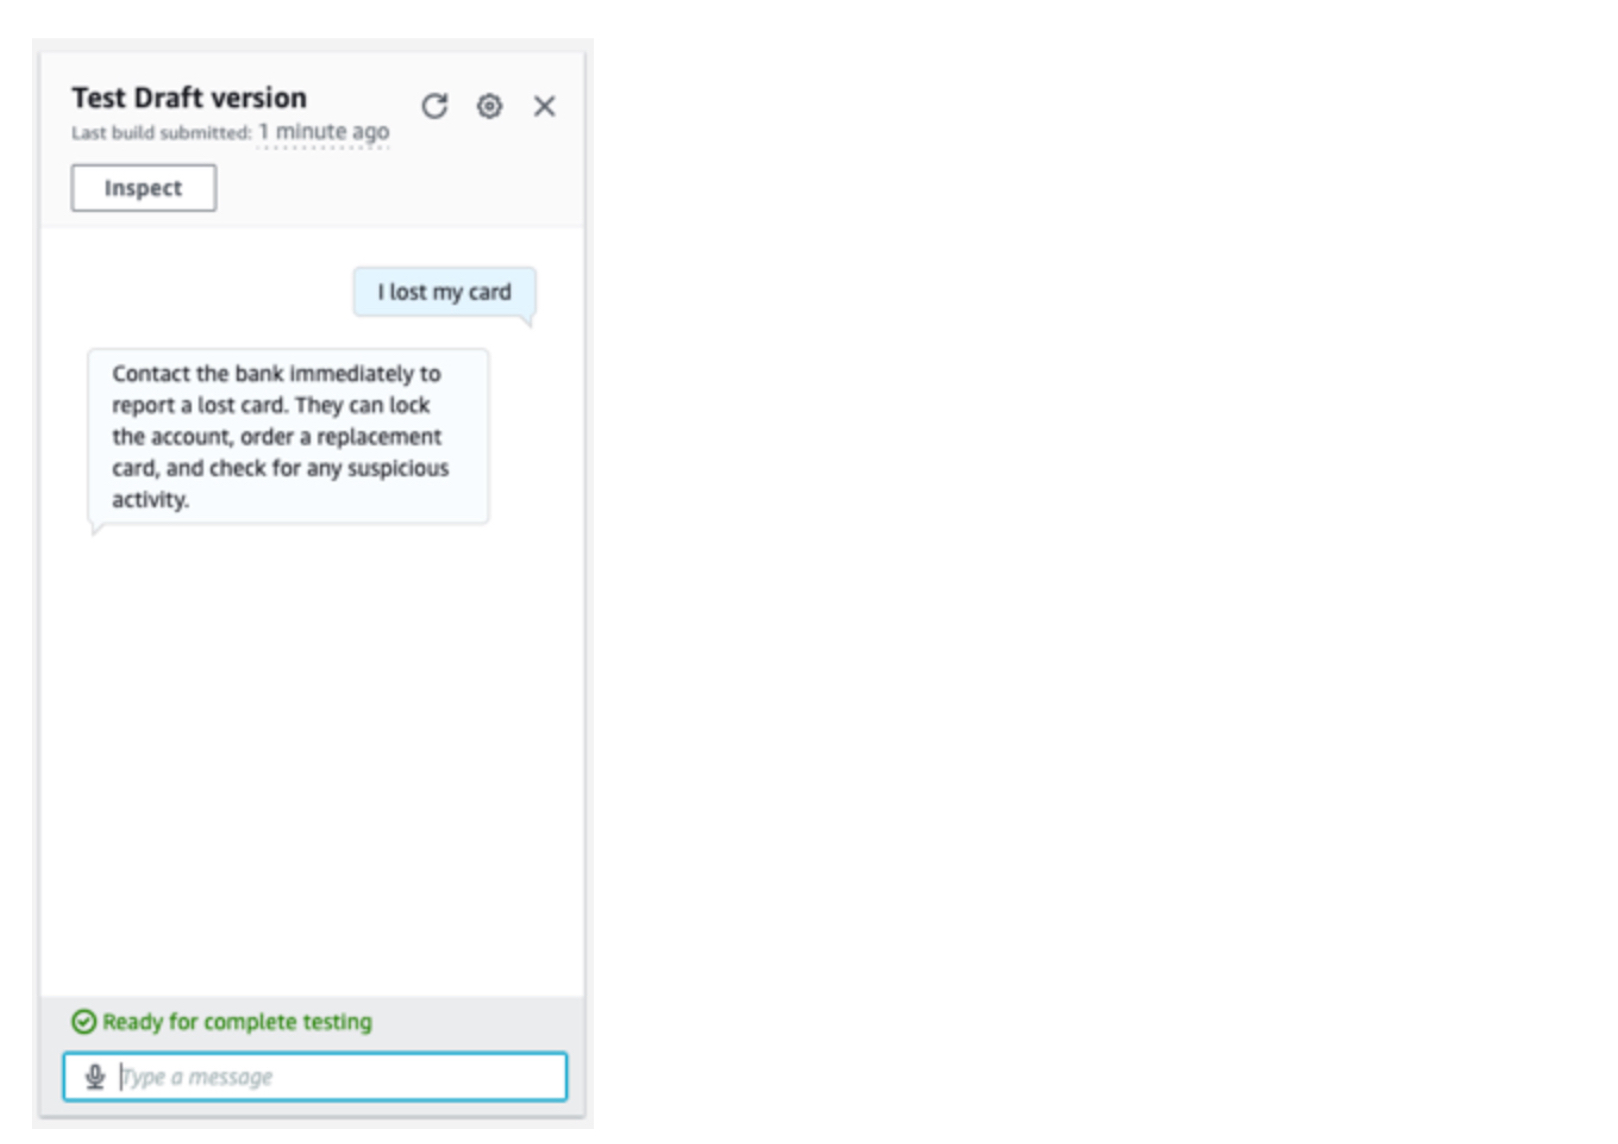 Test Draft version
Last build submitted: 1 minute ago
Inspect
I lost my card
Contact the bank immediately to
report a lost card. They can lock
the account, order a replacement
card, and check for any suspicious
activity.
Ready for complete testing
Type a message